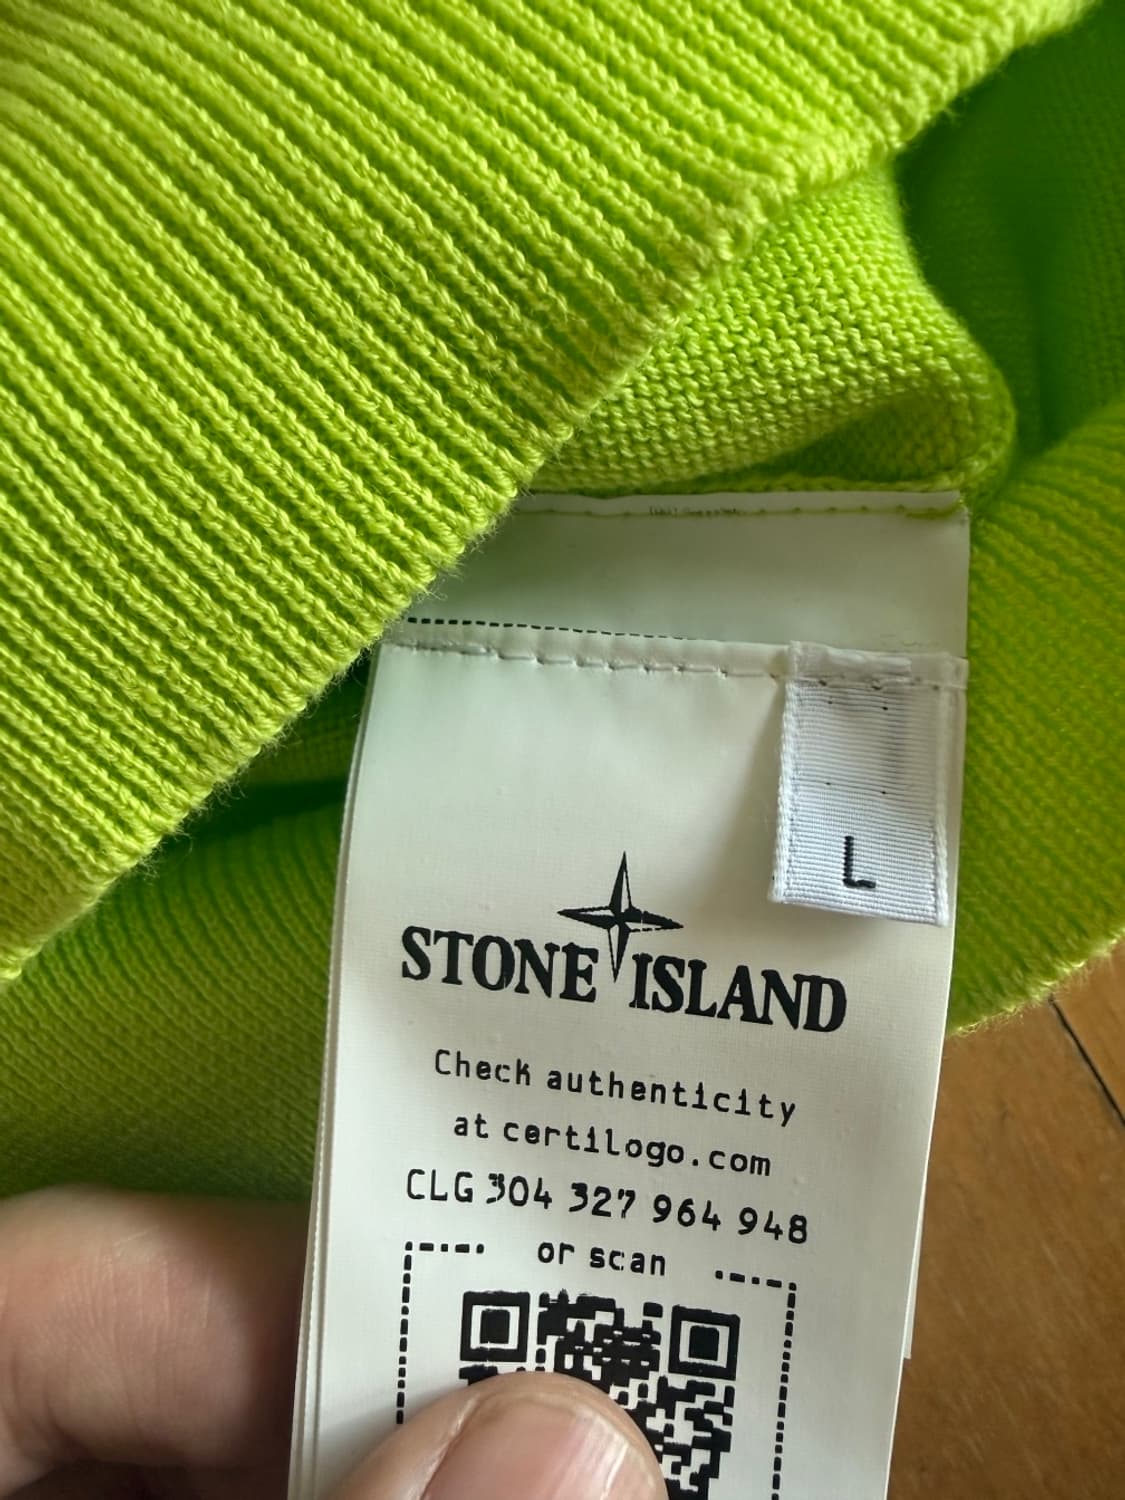 L
STONE ISLAND
Check authenticity
at certilogo.com
CLG 304 327 964 948
or scan